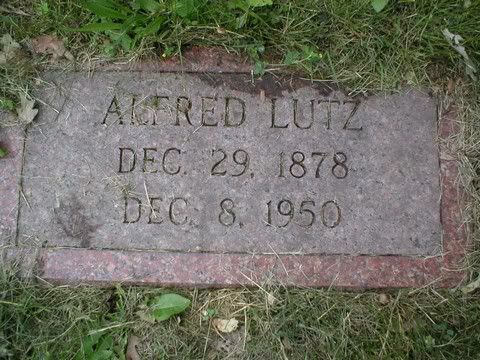 ALFRED LUTZ
DEC. 29, 1878
DEC. 8, 1950